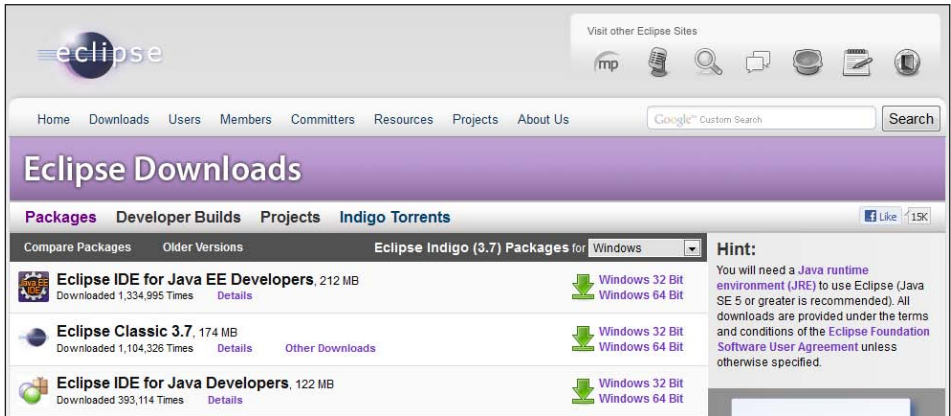 Visit other Eclipse Sites
eclipse
mp
Home Downloads Users Members Committers Resources Projects About Us
Google™ Custom Search
Search
Eclipse Downloads
Packages Developer Builds Projects Indigo Torrents
Like 15K
Compare Packages Older Versions Eclipse Indigo (3.7) Packages for Windows
Java EE
IDE
Eclipse IDE for Java EE Developers, 212 MB
Downloaded 1,334,995 Times Details
Windows 32 Bit
Windows 64 Bit
Eclipse Classic 3.7, 174 MB
Downloaded 1,104,326 Times Details Other Downloads
Windows 32 Bit
Windows 64 Bit
Eclipse IDE for Java Developers, 122 MB
Downloaded 393,114 Times Details
Windows 32 Bit
Windows 64 Bit
Hint:
You will need a Java runtime
environment (JRE) to use Eclipse (Java
SE 5 or greater is recommended). All
downloads are provided under the terms
and conditions of the Eclipse Foundation
Software User Agreement unless
otherwise specified.